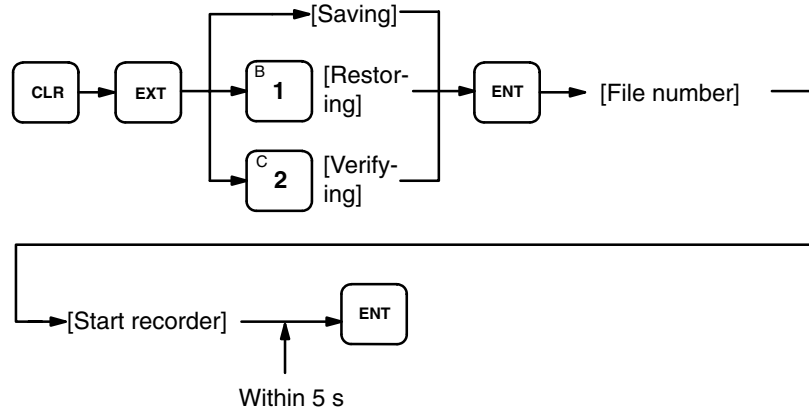 [Saving]
CLR
EXT
B
1
[Restor-
ing]
ENT
[File number]
C
2
[Verify-
ing]
[Start recorder]
ENT
Within 5 s